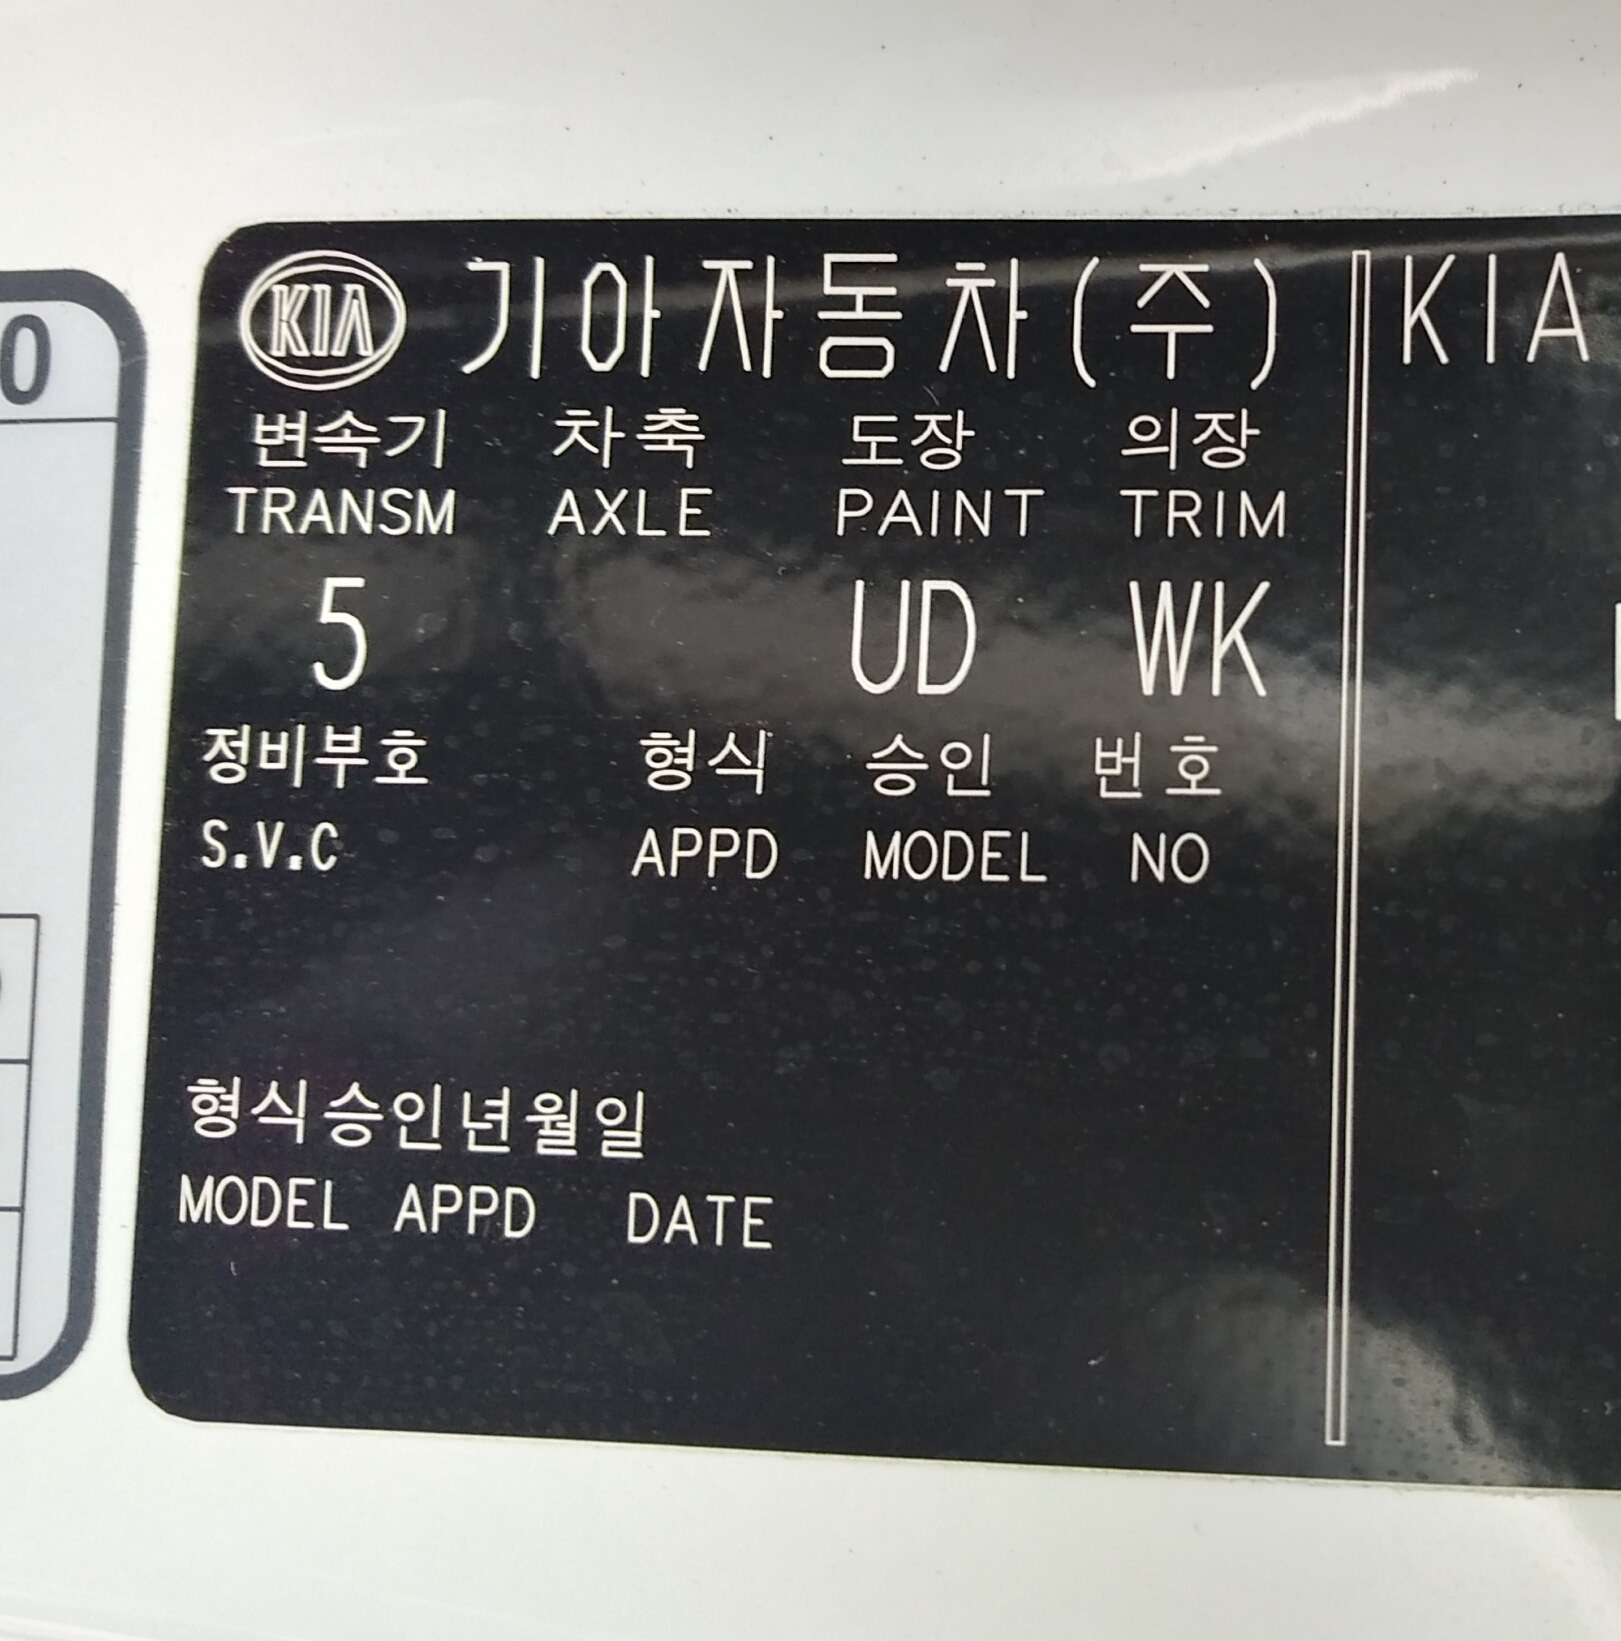 0
KIA 기아자동차(주) KIA
변속기 차축 도장 의장
TRANSM AXLE PAINT TRIM
5 UD WK
정비부호 형식 승인 번호
S.V.C APPD MODEL NO
형식승인년월일
MODEL APPD DATE